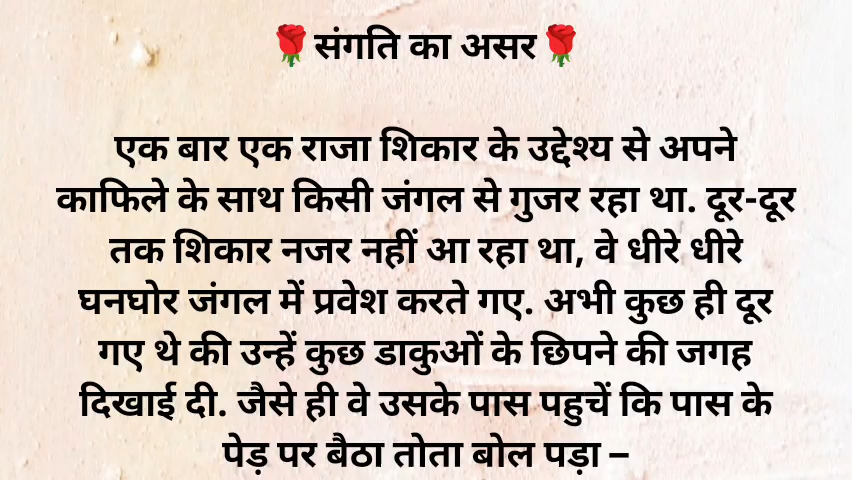 🌹संगति का असर🌹
एक बार एक राजा शिकार के उद्देश्य से अपने
काफिले के साथ किसी जंगल से गुजर रहा था. दूर-दूर
तक शिकार नजर नहीं आ रहा था, वे धीरे धीरे
घनघोर जंगल में प्रवेश करते गए. अभी कुछ ही दूर
गए थे की उन्हें कुछ डाकुओं के छिपने की जगह
दिखाई दी. जैसे ही वे उसके पास पहुचें कि पास के
पेड़ पर बैठा तोता बोल पड़ा –